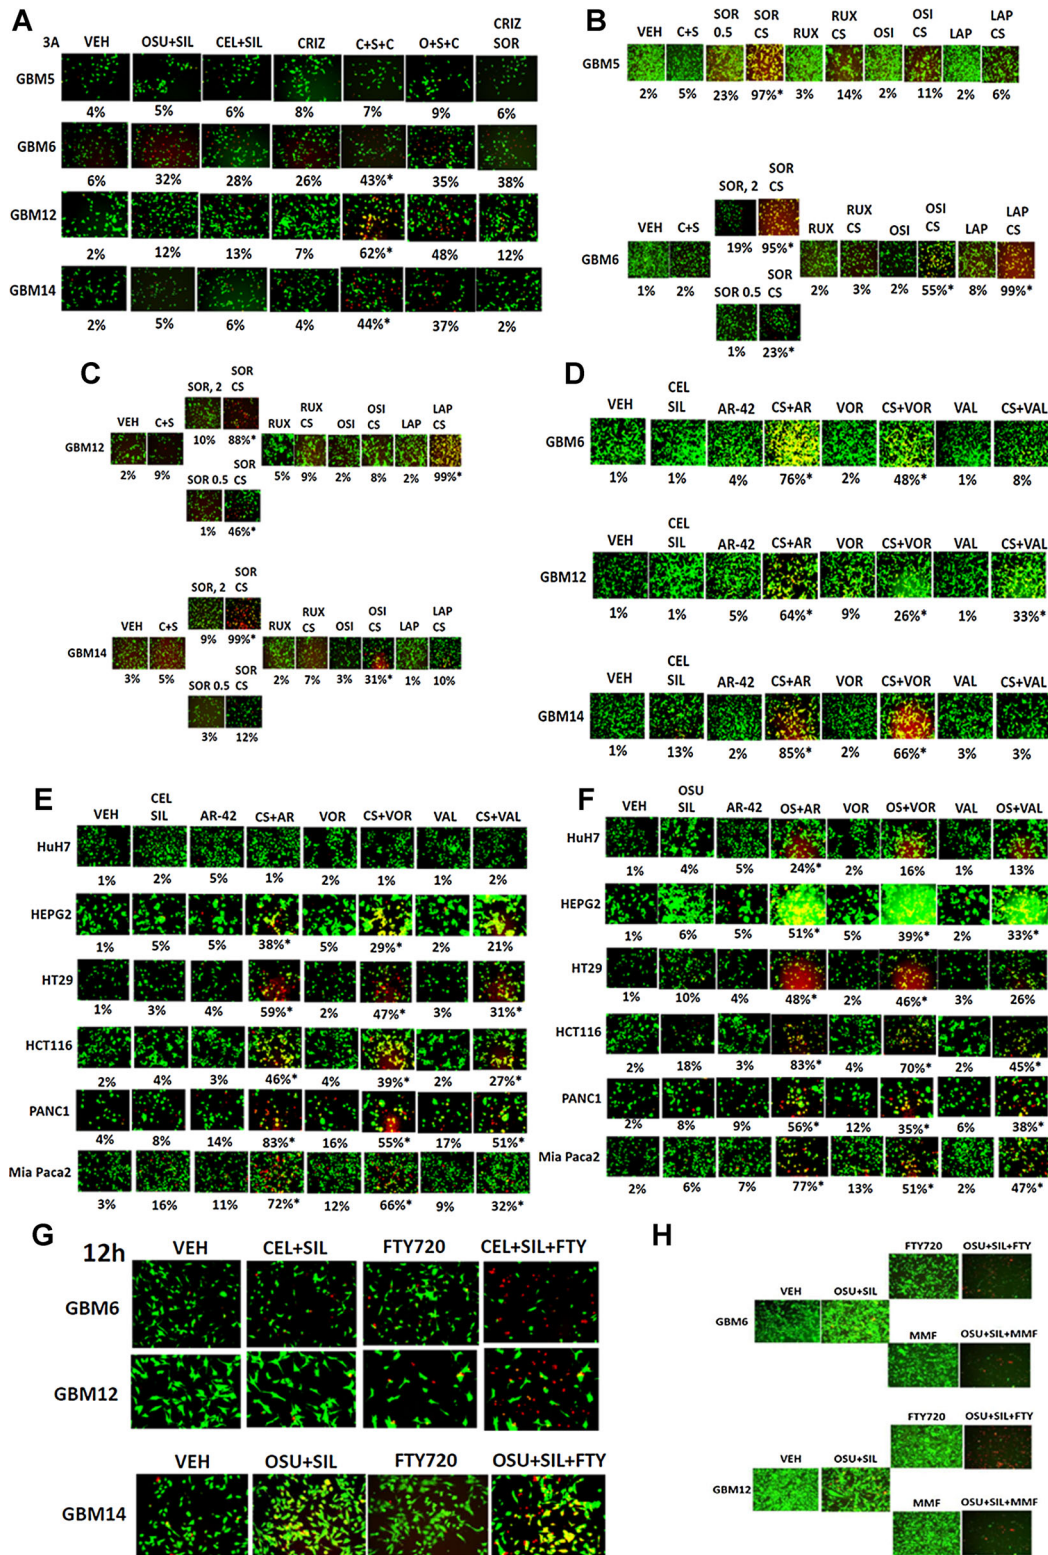 A
3A VEH OSU+SIL CEL+SIL CRIZ C+S+C O+S+C CRIZ SOR
GBM5
4% 5% 6% 8% 7% 9% 6%
GBM6
6% 32% 28% 26% 43%* 35% 38%
GBM12
2% 12% 13% 7% 62%* 48% 12%
GBM14
2% 5% 6% 4% 44%* 37% 2%
B
VEH C+S SOR 0.5 SOR CS RUX RUX CS OSI OSI CS LAP LAP CS
GBM5
2% 5% 23% 97%* 3% 14% 2% 11% 2% 6%
SOR, 2 SOR CS
19% 95%*
VEH C+S RUX RUX CS OSI OSI CS LAP LAP CS
GBM6
1% 2% 2% 3% 2% 55%* 8% 99%*
SOR 0.5 SOR CS
1% 23%*
C
SOR, 2 SOR CS
10% 88%*
VEH C+S RUX RUX CS OSI OSI CS LAP LAP CS
GBM12
2% 9% 5% 9% 2% 8% 2% 99%*
SOR 0.5 SOR CS
1% 46%*
SOR, 2 SOR CS
9% 99%*
VEH C+S RUX RUX CS OSI OSI CS LAP LAP CS
GBM14
3% 5% 2% 7% 3% 31%* 1% 10%
SOR 0.5 SOR CS
3% 12%
D
VEH CEL SIL AR-42 CS+AR VOR CS+VOR VAL CS+VAL
GBM6
1% 1% 4% 76%* 2% 48%* 1% 8%
VEH CEL SIL AR-42 CS+AR VOR CS+VOR VAL CS+VAL
GBM12
1% 1% 5% 64%* 9% 26%* 1% 33%*
VEH CEL SIL AR-42 CS+AR VOR CS+VOR VAL CS+VAL
GBM14
1% 13% 2% 85%* 2% 66%* 3% 3%
E
VEH CEL SIL AR-42 CS+AR VOR CS+VOR VAL CS+VAL
HuH7
1% 2% 5% 1% 2% 1% 1% 2%
HEPG2
1% 5% 5% 38%* 5% 29%* 2% 21%
HT29
1% 3% 4% 59%* 2% 47%* 3% 31%*
HCT116
2% 4% 3% 46%* 4% 39%* 2% 27%*
PANC1
4% 8% 14% 83%* 16% 55%* 17% 51%*
Mia Paca2
3% 16% 11% 72%* 12% 66%* 9% 32%*
F
VEH OSU SIL AR-42 OS+AR VOR OS+VOR VAL OS+VAL
HuH7
1% 4% 5% 24%* 2% 16% 1% 13%
HEPG2
1% 6% 5% 51%* 5% 39%* 2% 33%*
HT29
1% 10% 4% 48%* 2% 46%* 3% 26%
HCT116
2% 18% 3% 83%* 4% 70%* 2% 45%*
PANC1
2% 8% 9% 56%* 12% 35%* 6% 38%*
Mia Paca2
2% 6% 7% 77%* 13% 51%* 2% 47%*
G
12h VEH CEL+SIL FTY720 CEL+SIL+FTY
GBM6
GBM12
VEH OSU+SIL FTY720 OSU+SIL+FTY
GBM14
H
FTY720 OSU+SIL+FTY
VEH OSU+SIL
GBM6
MMF OSU+SIL+MMF
FTY720 OSU+SIL+FTY
VEH OSU+SIL
GBM12
MMF OSU+SIL+MMF